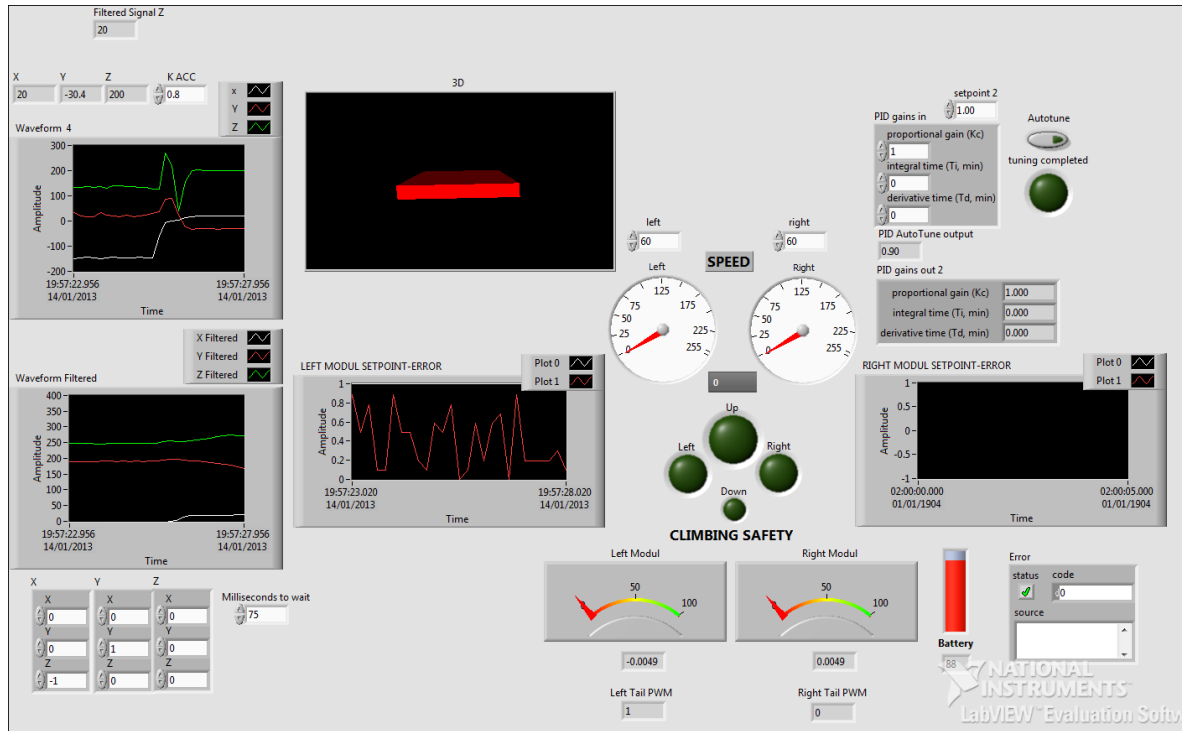 Filtered Signal Z
20
X Y Z K ACC
20 -30.4 200 0.8
x
Y
Z
Waveform 4
300
200
100
0
-100
-200
Amplitude
19:57:22.956 19:57:27.956
14/01/2013 14/01/2013
Time
X Filtered
Y Filtered
Z Filtered
Waveform Filtered
400
350
300
250
200
150
100
50
0
Amplitude
19:57:22.956 19:57:27.956
14/01/2013 14/01/2013
Time
X Y Z
X X X
0 0 0
Y Y Y
0 1 0
Z Z Z
-1 0 0
Milliseconds to wait
75
3D
LEFT MODUL SETPOINT-ERROR
Plot 0
Plot 1
1
0.8
0.6
0.4
0.2
0
Amplitude
19:57:23.020 19:57:28.020
14/01/2013 14/01/2013
Time
left right
60 60
SPEED
Left Right
0 25 50 75 125 175 225 255
0 25 50 75 125 175 225 255
0
Up
Left Right
Down
CLIMBING SAFETY
Left Modul Right Modul
0 50 100
0 50 100
-0.0049 0.0049
Left Tail PWM Right Tail PWM
1 0
setpoint 2
1.00
PID gains in
proportional gain (Kc)
1
integral time (Ti, min)
0
derivative time (Td, min)
0
Autotune
tuning completed
PID AutoTune output
0.90
PID gains out 2
proportional gain (Kc) 1.000
integral time (Ti, min) 0.000
derivative time (Td, min) 0.000
RIGHT MODUL SETPOINT-ERROR
Plot 0
Plot 1
1
0.5
0
-0.5
-1
Amplitude
02:00:00.000 02:00:05.000
01/01/1904 01/01/1904
Time
Battery
88
Error
status code
0
source
NATIONAL
INSTRUMENTS™
LabVIEW™ Evaluation Softw